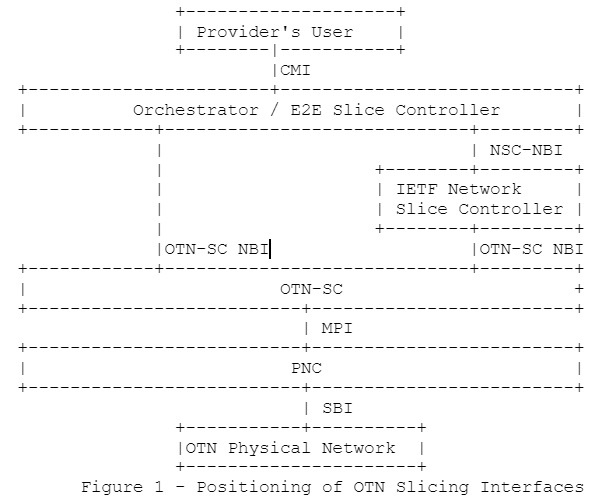 Provider's User
CMI
Orchestrator / E2E Slice Controller
NSC-NBI
IETF Network
Slice Controller
OTN-SC NBI OTN-SC NBI
OTN-SC
MPI
PNC
SBI
OTN Physical Network
Figure 1 - Positioning of OTN Slicing Interfaces